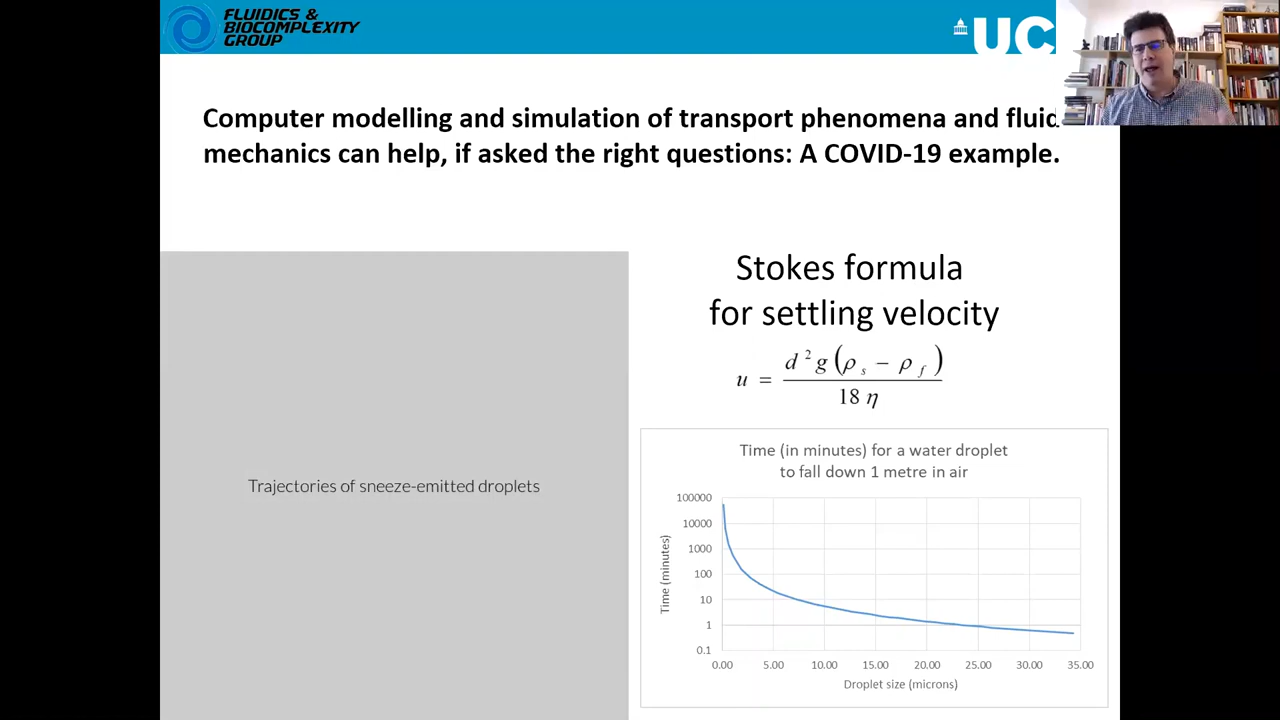 FLUIDICS &
BIOCOMPLEXITY
GROUP
UC
Computer modelling and simulation of transport phenomena and fluid
mechanics can help, if asked the right questions: A COVID-19 example.
Trajectories of sneeze-emitted droplets
Stokes formula
for settling velocity
u = d² g (ρs − ρf) / 18 η
Time (in minutes) for a water droplet
to fall down 1 metre in air
Time (minutes)
100000
10000
1000
100
10
1
0.1
0.00 5.00 10.00 15.00 20.00 25.00 30.00 35.00
Droplet size (microns)